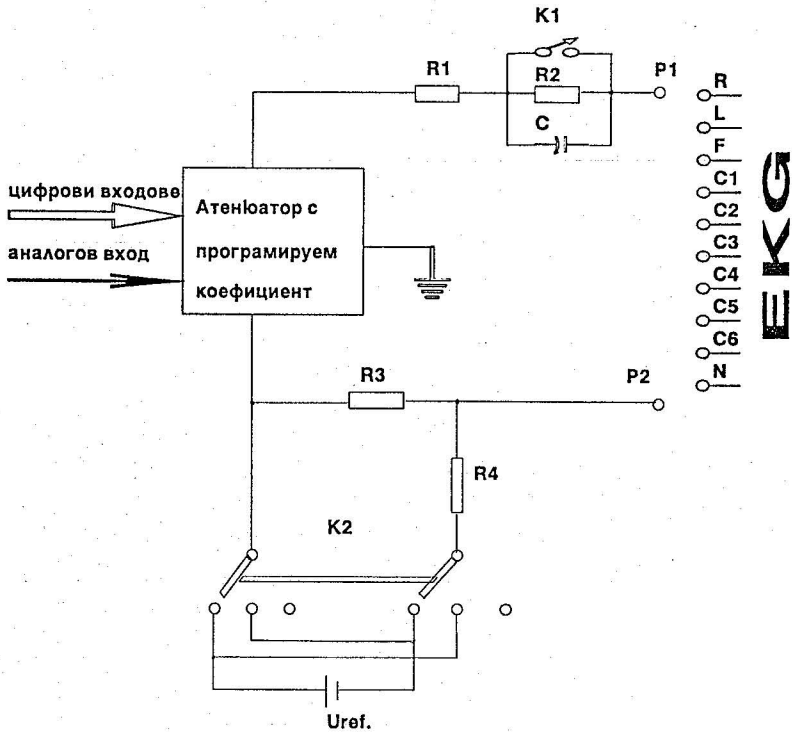 K1
R1
R2
P1
C
R
L
F
C1
C2
C3
C4
C5
C6
N
EKG
цифрови входове
аналогов вход
Атенюатор с
програмируем
коефициент
R3
P2
R4
K2
Uref.